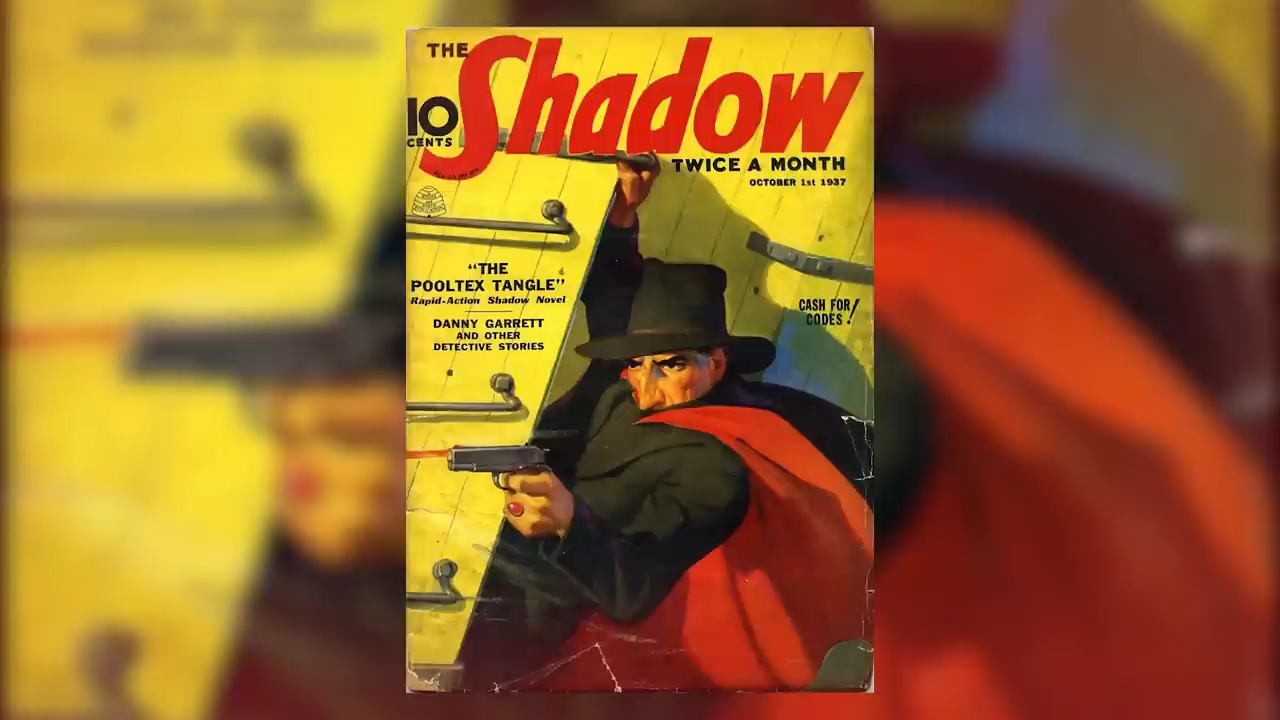 THE
Shadow
10
CENTS
TWICE A MONTH
OCTOBER 1st 1937
"THE
POOLTEX TANGLE"
Rapid-Action Shadow Novel
DANNY GARRETT
AND OTHER
DETECTIVE STORIES
CASH FOR
CODES!